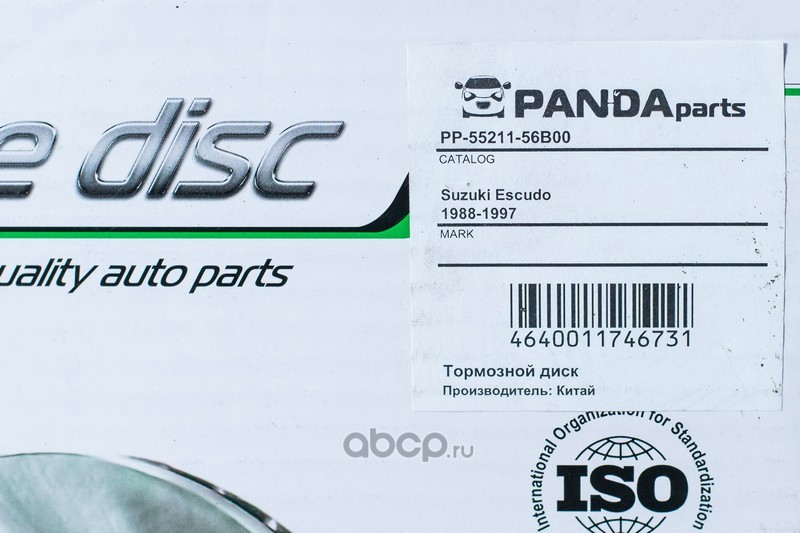 e disc
uality auto parts
PANDAparts
PP-55211-56B00
CATALOG
Suzuki Escudo
1988-1997
MARK
4640011746731
Тормозной диск
Производитель: Китай
abcp.ru
International Organization for Standardization
ISO